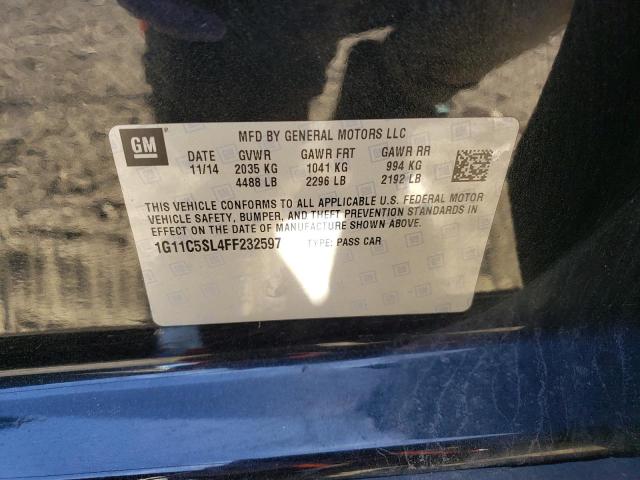 GM
MFD BY GENERAL MOTORS LLC
DATE GVWR GAWR FRT GAWR RR
11/14 2035 KG 1041 KG 994 KG
4488 LB 2296 LB 2192 LB
THIS VEHICLE CONFORMS TO ALL APPLICABLE U.S. FEDERAL MOTOR
VEHICLE SAFETY, BUMPER, AND THEFT PREVENTION STANDARDS IN
EFFECT ON THE DATE OF MANUFACTURE SHOWN ABOVE.
1G11C5SL4FF232597 TYPE: PASS CAR